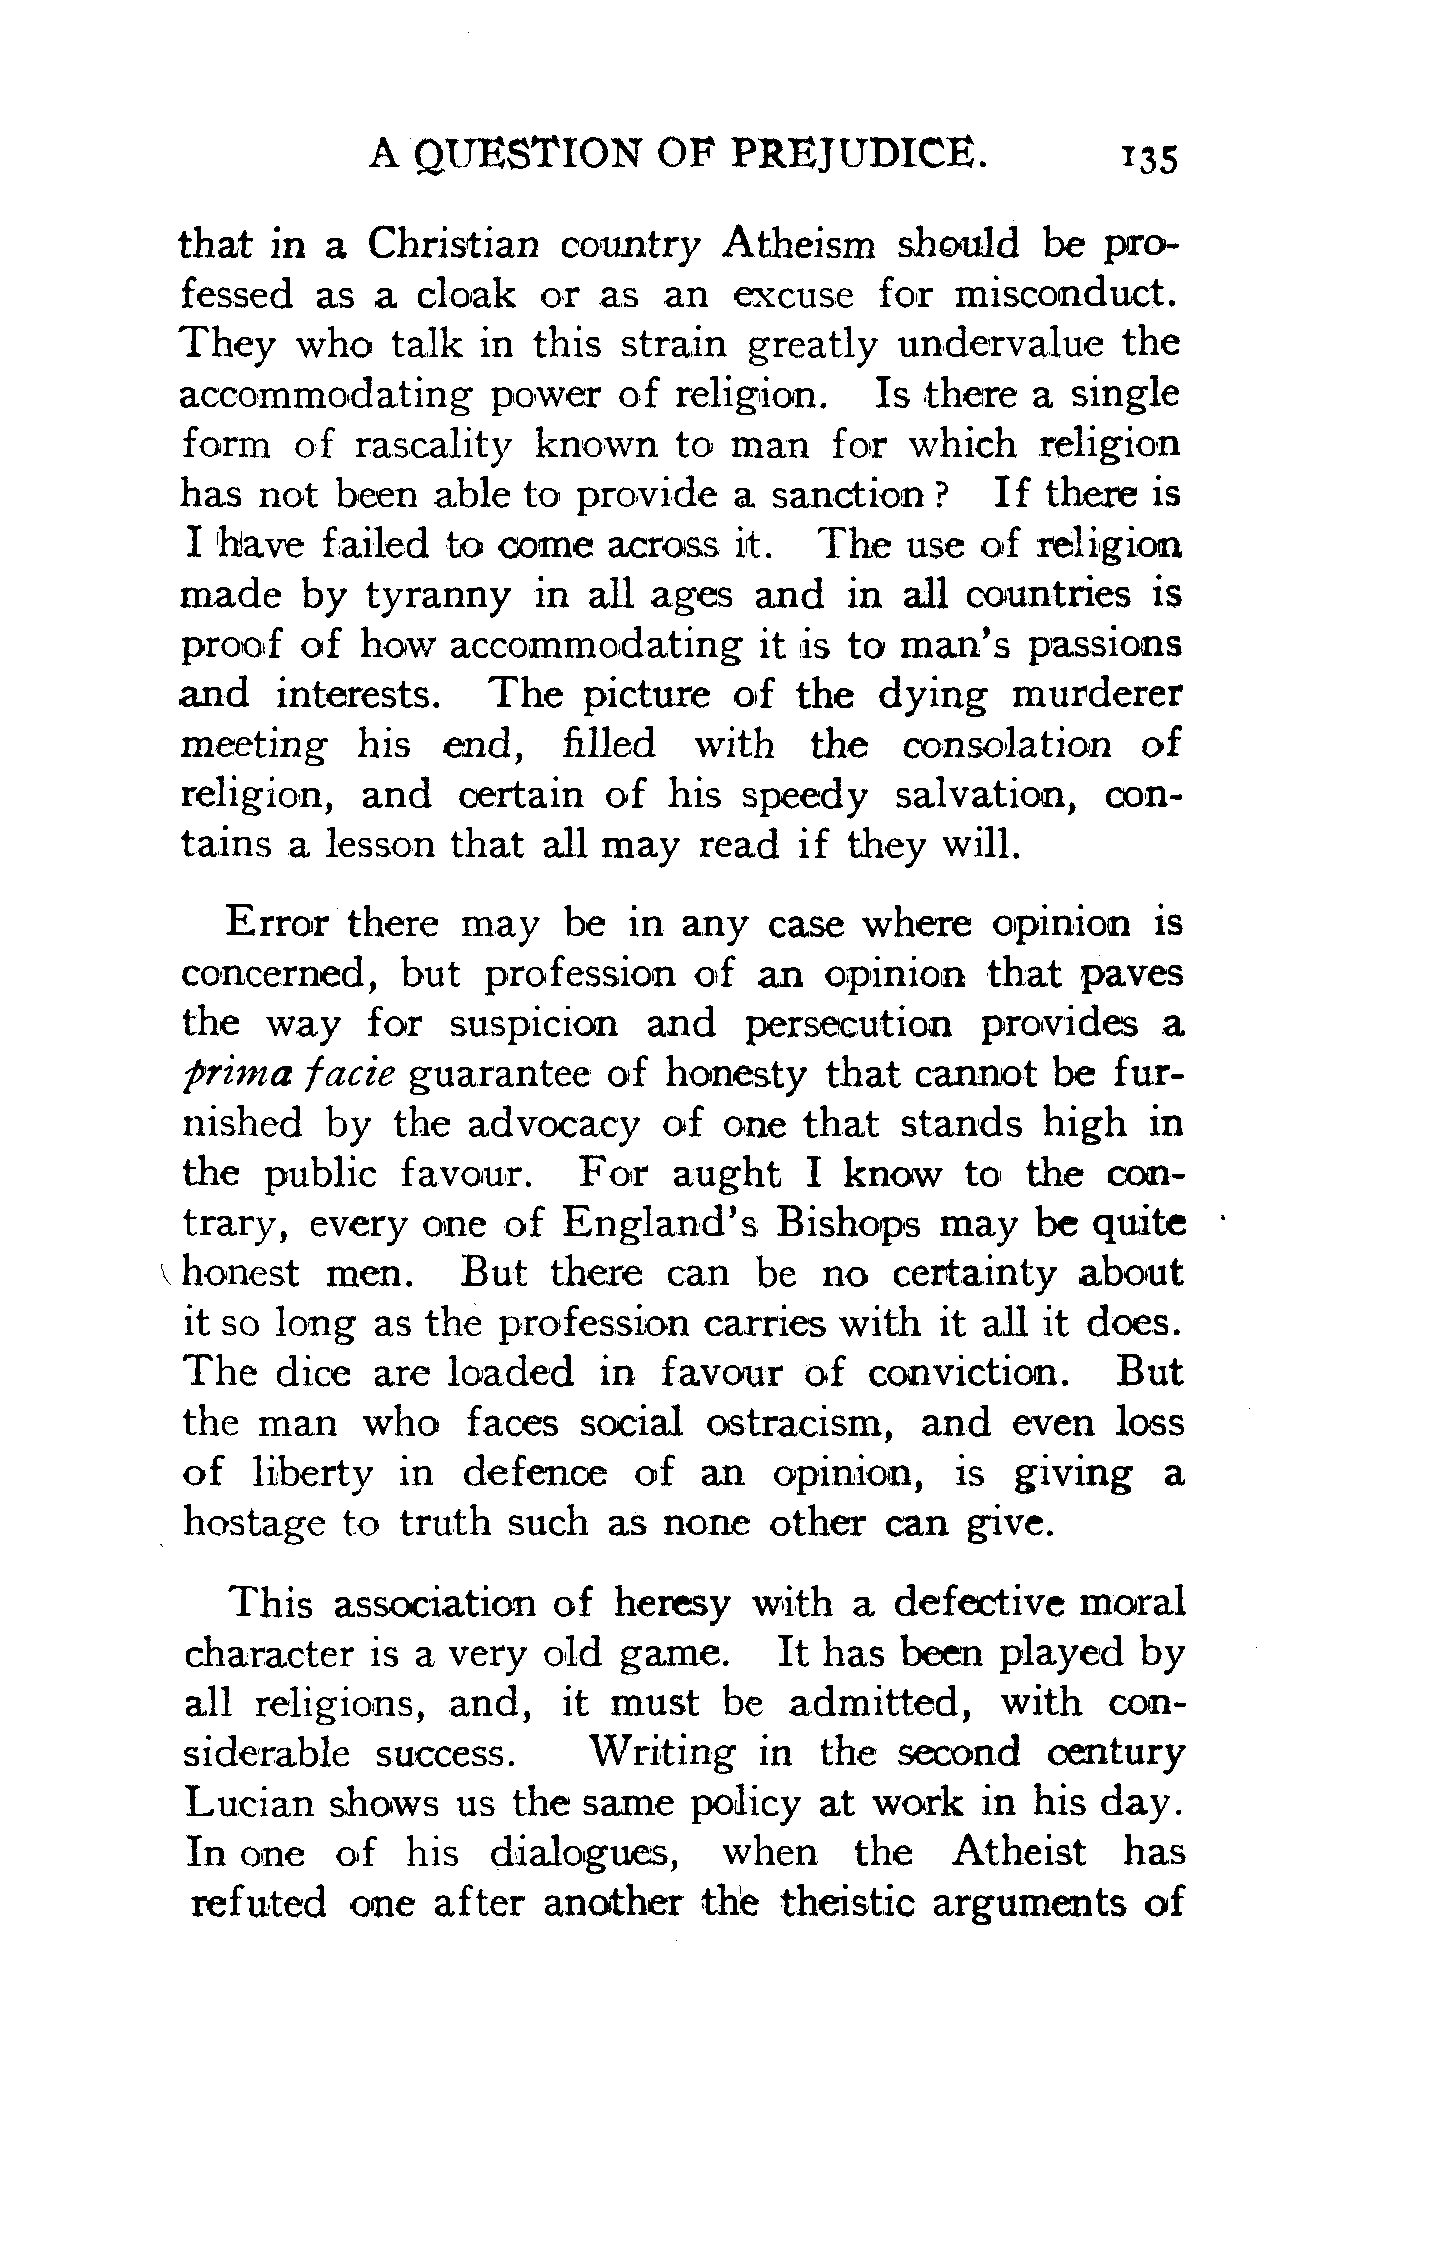 A QUESTION OF PREJUDICE. 135
that in a Christian country Atheism should be pro-
fessed as a cloak or as an excuse for misconduct.
They who talk in this strain greatly undervalue the
accommodating power of religion. Is there a single
form of rascality known to man for which religion
has not been able to provide a sanction? If there is
I have failed to come across it. The use of religion
made by tyranny in all ages and in all countries is
proof of how accommodating it is to man's passions
and interests. The picture of the dying murderer
meeting his end, filled with the consolation of
religion, and certain of his speedy salvation, con-
tains a lesson that all may read if they will.
Error there may be in any case where opinion is
concerned, but profession of an opinion that paves
the way for suspicion and persecution provides a
prima facie guarantee of honesty that cannot be fur-
nished by the advocacy of one that stands high in
the public favour. For aught I know to the con-
trary, every one of England's Bishops may be quite
honest men. But there can be no certainty about
it so long as the profession carries with it all it does.
The dice are loaded in favour of conviction. But
the man who faces social ostracism, and even loss
of liberty in defence of an opinion, is giving a
hostage to truth such as none other can give.
This association of heresy with a defective moral
character is a very old game. It has been played by
all religions, and, it must be admitted, with con-
siderable success. Writing in the second century
Lucian shows us the same policy at work in his day.
In one of his dialogues, when the Atheist has
refuted one after another the theistic arguments of